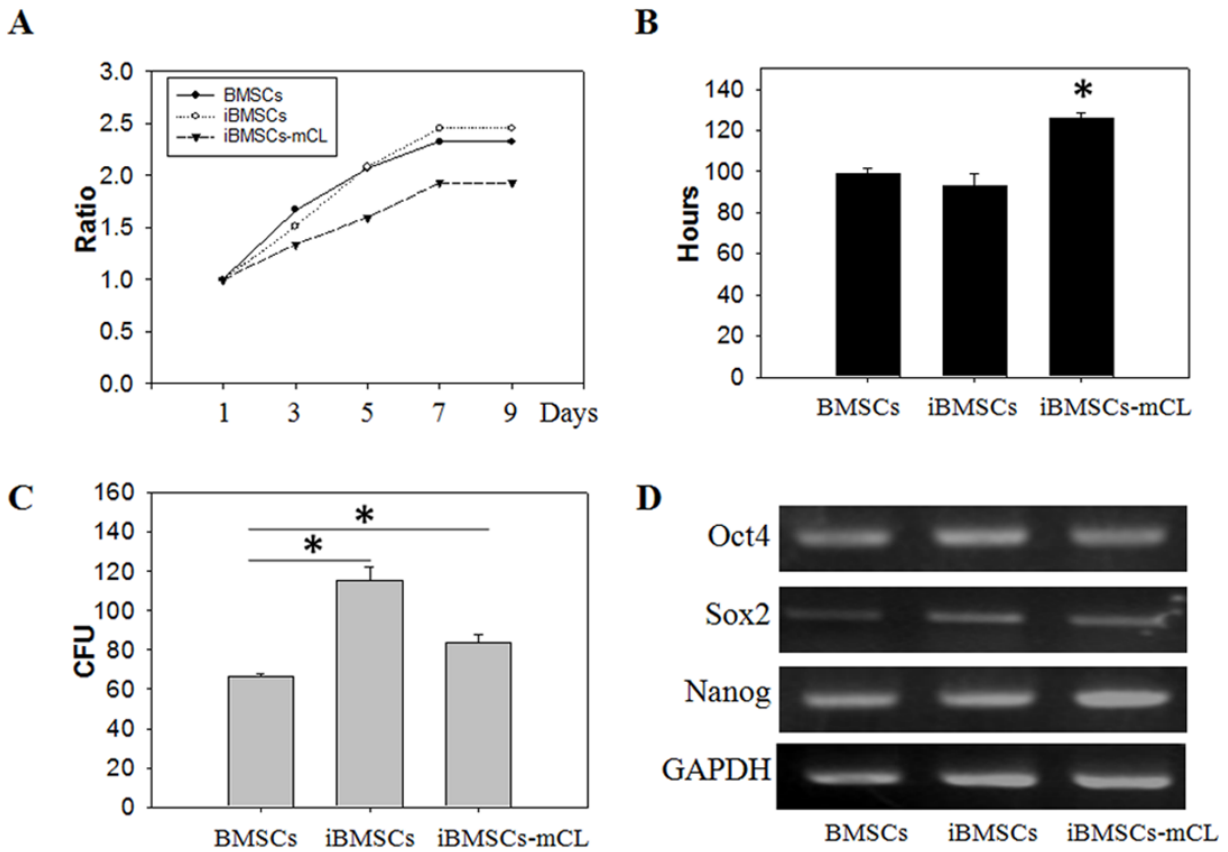 A
3.0
2.5
2.0
1.5
1.0
0.5
0.0
Ratio
BMSCs
iBMSCs
iBMSCs-mCL
1 3 5 7 9 Days
B
140
120
100
80
60
40
20
0
Hours
*
BMSCs iBMSCs iBMSCs-mCL
C
160
140
120
100
80
60
40
20
0
CFU
*
*
BMSCs iBMSCs iBMSCs-mCL
D
Oct4
Sox2
Nanog
GAPDH
BMSCs iBMSCs iBMSCs-mCL